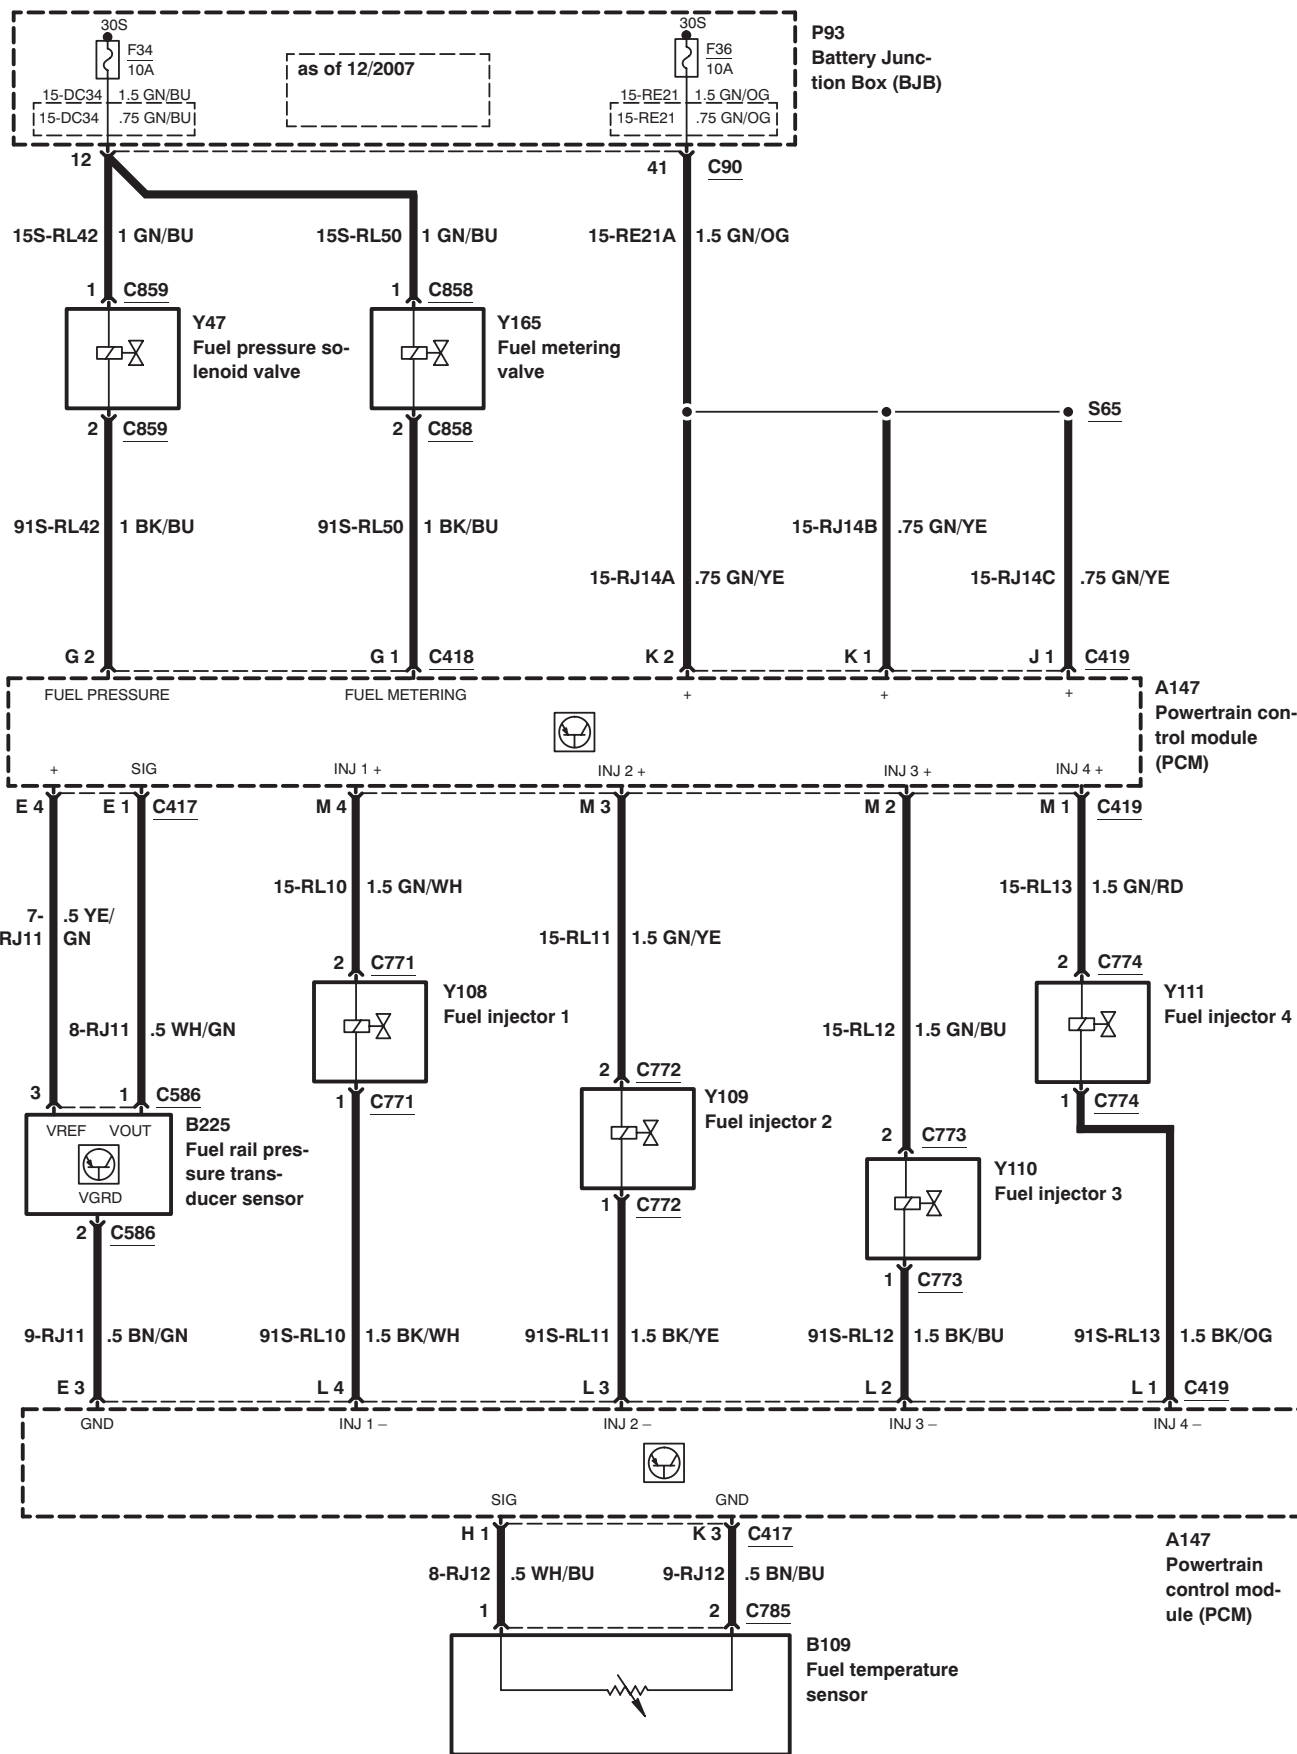 30S
F34
10A
15-DC34 1.5 GN/BU
15-DC34 .75 GN/BU
as of 12/2007
30S
F36
10A
15-RE21 1.5 GN/OG
15-RE21 .75 GN/OG
P93
Battery Junc-
tion Box (BJB)
12
41 C90
15S-RL42 1 GN/BU
15S-RL50 1 GN/BU
15-RE21A 1.5 GN/OG
1 C859
1 C858
Y47
Fuel pressure so-
lenoid valve
Y165
Fuel metering
valve
2 C859
2 C858
S65
91S-RL42 1 BK/BU
91S-RL50 1 BK/BU
15-RJ14B .75 GN/YE
15-RJ14A .75 GN/YE
15-RJ14C .75 GN/YE
G 2 G 1 C418
K 2 K 1 J 1 C419
FUEL PRESSURE FUEL METERING + + +
A147
Powertrain con-
trol module
(PCM)
+ SIG INJ 1 + INJ 2 + INJ 3 + INJ 4 +
E 4 E 1 C417
M 4 M 3 M 2 M 1 C419
15-RL10 1.5 GN/WH
15-RL13 1.5 GN/RD
7- .5 YE/
RJ11 GN
15-RL11 1.5 GN/YE
2 C771
2 C774
Y108
Fuel injector 1
Y111
Fuel injector 4
8-RJ11 .5 WH/GN
15-RL12 1.5 GN/BU
2 C772
3 1 C586
1 C771
1 C774
Y109
Fuel injector 2
B225
Fuel rail pres-
sure trans-
ducer sensor
VREF VOUT
VGRD
2 C773
Y110
Fuel injector 3
1 C772
2 C586
1 C773
9-RJ11 .5 BN/GN
91S-RL10 1.5 BK/WH
91S-RL11 1.5 BK/YE
91S-RL12 1.5 BK/BU
91S-RL13 1.5 BK/OG
E 3 L 4 L 3 L 2 L 1 C419
GND INJ 1 – INJ 2 – INJ 3 – INJ 4 –
SIG GND
H 1 K 3 C417
A147
Powertrain
control mod-
ule (PCM)
8-RJ12 .5 WH/BU
9-RJ12 .5 BN/BU
1 2 C785
B109
Fuel temperature
sensor